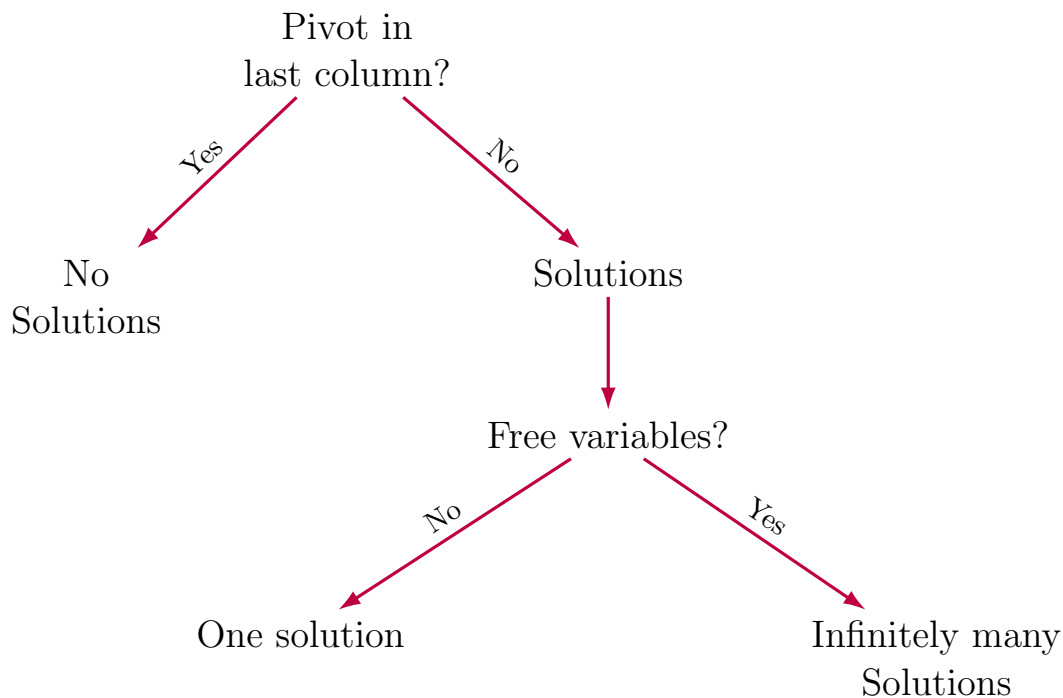 Pivot in
last column?
Yes
No
No
Solutions
Solutions
Free variables?
No
Yes
One solution
Infinitely many
Solutions